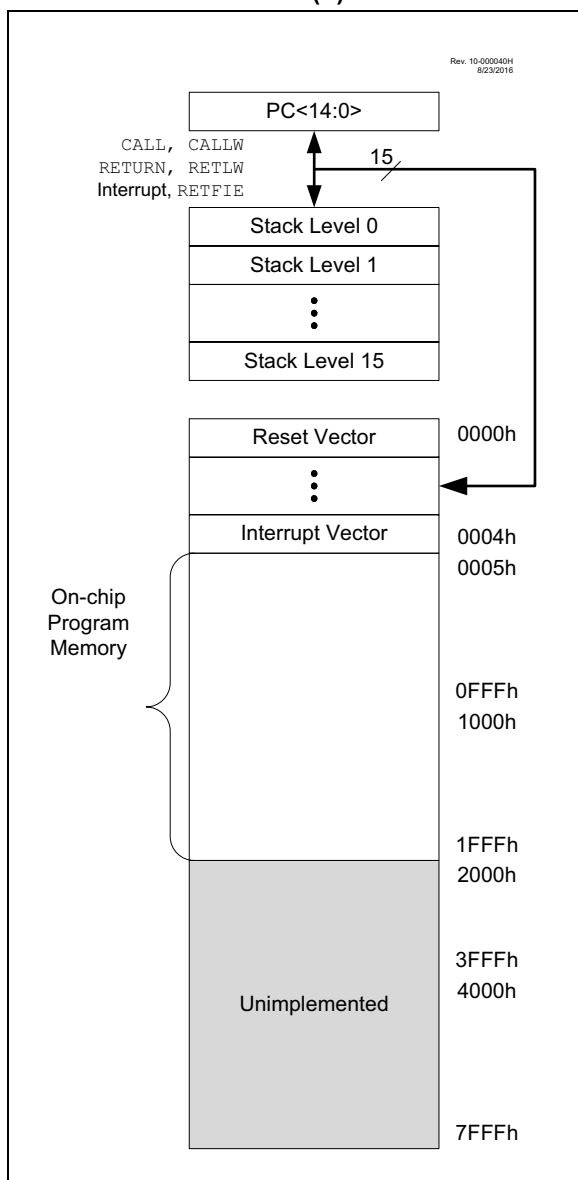 Rev. 10-000040H
8/23/2016
PC<14:0>
CALL, CALLW
RETURN, RETLW
Interrupt, RETFIE
15
Stack Level 0
Stack Level 1
Stack Level 15
Reset Vector
0000h
Interrupt Vector
0004h
0005h
On-chip
Program
Memory
0FFFh
1000h
1FFFh
2000h
3FFFh
4000h
Unimplemented
7FFFh